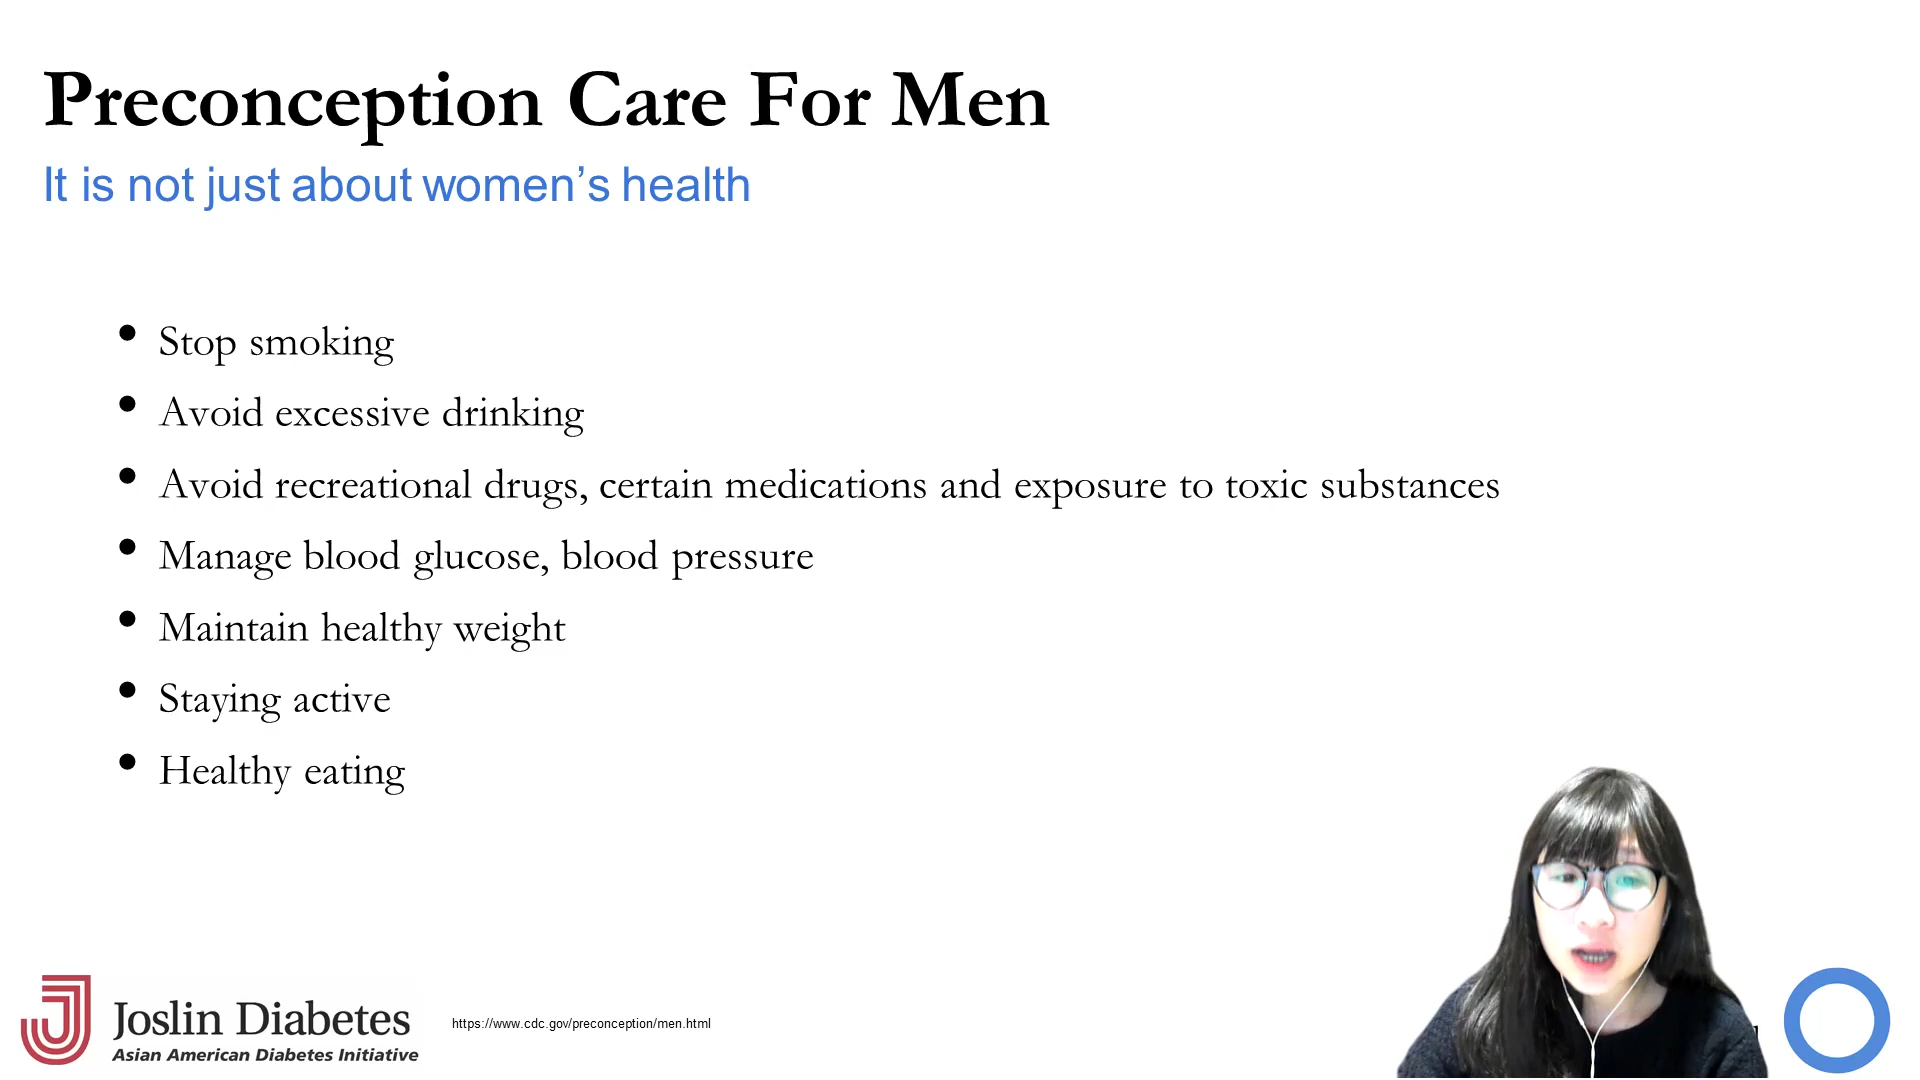 Preconception Care For Men
It is not just about women’s health
• Stop smoking
• Avoid excessive drinking
• Avoid recreational drugs, certain medications and exposure to toxic substances
• Manage blood glucose, blood pressure
• Maintain healthy weight
• Staying active
• Healthy eating
Joslin Diabetes
Asian American Diabetes Initiative
https://www.cdc.gov/preconception/men.html